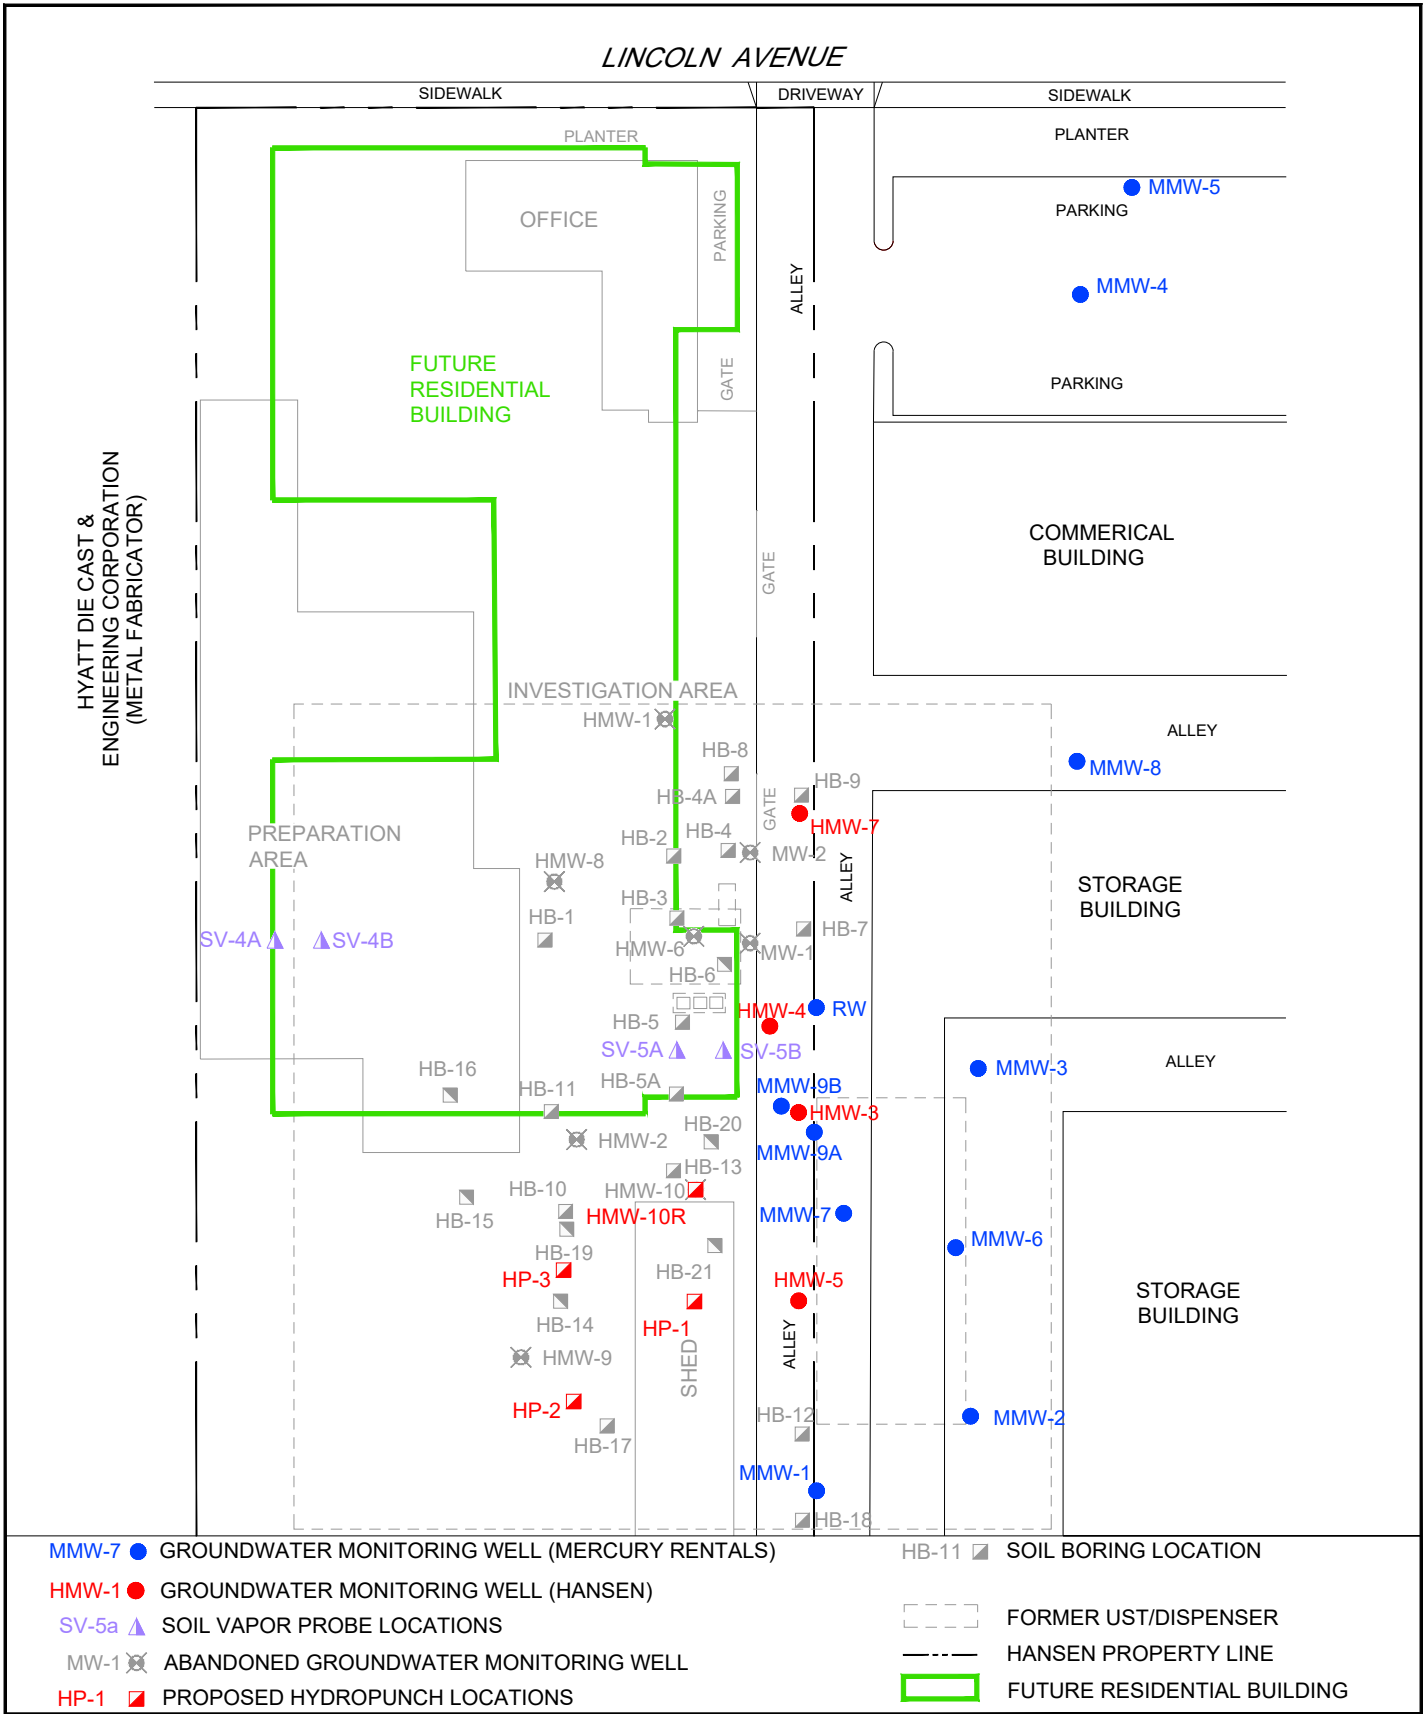 LINCOLN AVENUE
SIDEWALK
DRIVEWAY
SIDEWALK
PLANTER
PLANTER
MMW-5
PARKING
PARKING
OFFICE
ALLEY
MMW-4
FUTURE
RESIDENTIAL
BUILDING
GATE
PARKING
HYATT DIE CAST &
ENGINEERING CORPORATION
(METAL FABRICATOR)
COMMERICAL
BUILDING
GATE
INVESTIGATION AREA
HMW-1
ALLEY
HB-8
MMW-8
HB-9
HB-4A
GATE
HMW-7
PREPARATION
AREA
HB-2
HB-4
MW-2
HMW-8
ALLEY
STORAGE
BUILDING
HB-3
HB-1
HB-7
SV-4A
SV-4B
HMW-6
MW-1
HB-6
HMW-4
RW
HB-5
SV-5A
SV-5B
ALLEY
MMW-3
HB-16
HB-11
HB-5A
MMW-9B
HMW-3
HB-20
HMW-2
MMW-9A
HB-13
HB-10
HMW-10
HMW-10R
HB-15
MMW-7
MMW-6
HB-19
HP-3
HB-21
HMW-5
STORAGE
BUILDING
HB-14
HP-1
ALLEY
HMW-9
SHED
HP-2
HB-12
MMW-2
HB-17
MMW-1
HB-18
MMW-7 GROUNDWATER MONITORING WELL (MERCURY RENTALS)
HMW-1 GROUNDWATER MONITORING WELL (HANSEN)
SV-5a SOIL VAPOR PROBE LOCATIONS
MW-1 ABANDONED GROUNDWATER MONITORING WELL
HP-1 PROPOSED HYDROPUNCH LOCATIONS
HB-11 SOIL BORING LOCATION
FORMER UST/DISPENSER
HANSEN PROPERTY LINE
FUTURE RESIDENTIAL BUILDING